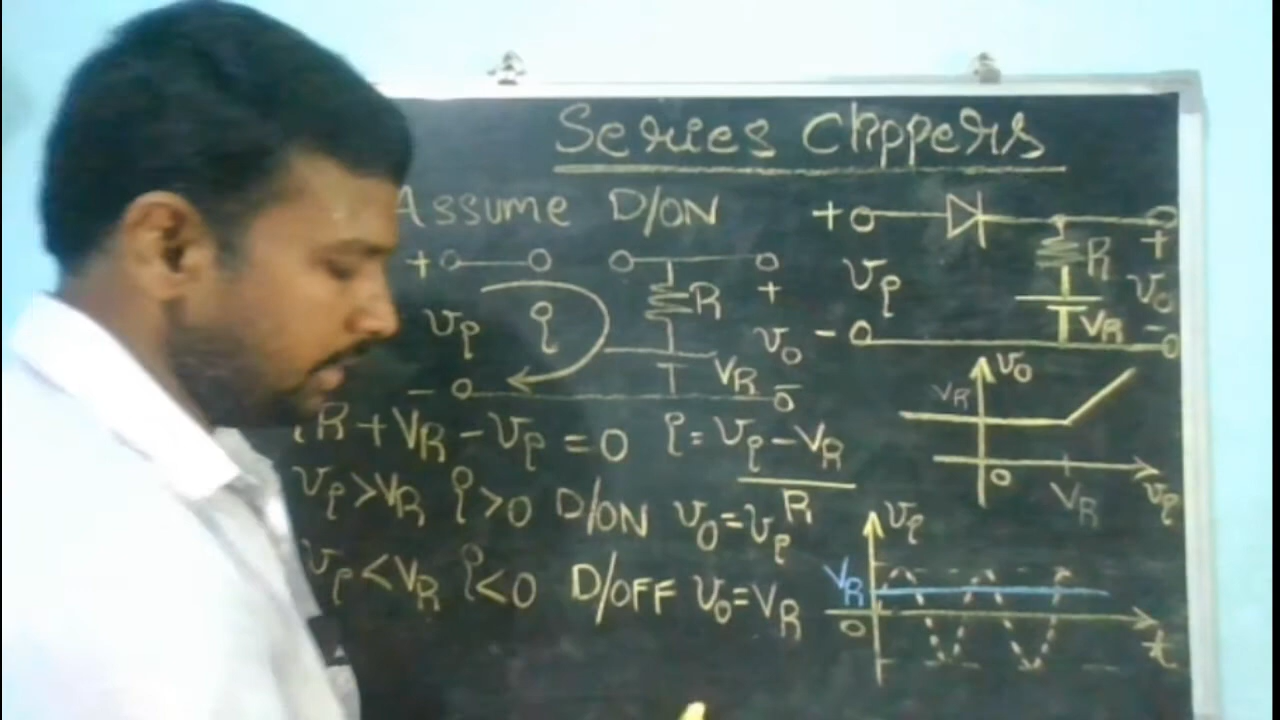 Series Clippers
Assume D/ON
+
vi
-
i
R
VR
+
vo
-
+
vi
-
R
VR
+
vo
-
iR + VR - vi = 0 i = vi - VR / R
vi > VR i > 0 D/ON vo = vi
vi < VR i < 0 D/OFF vo = VR
vo
VR
0
VR
vi
vi
VR
0
t